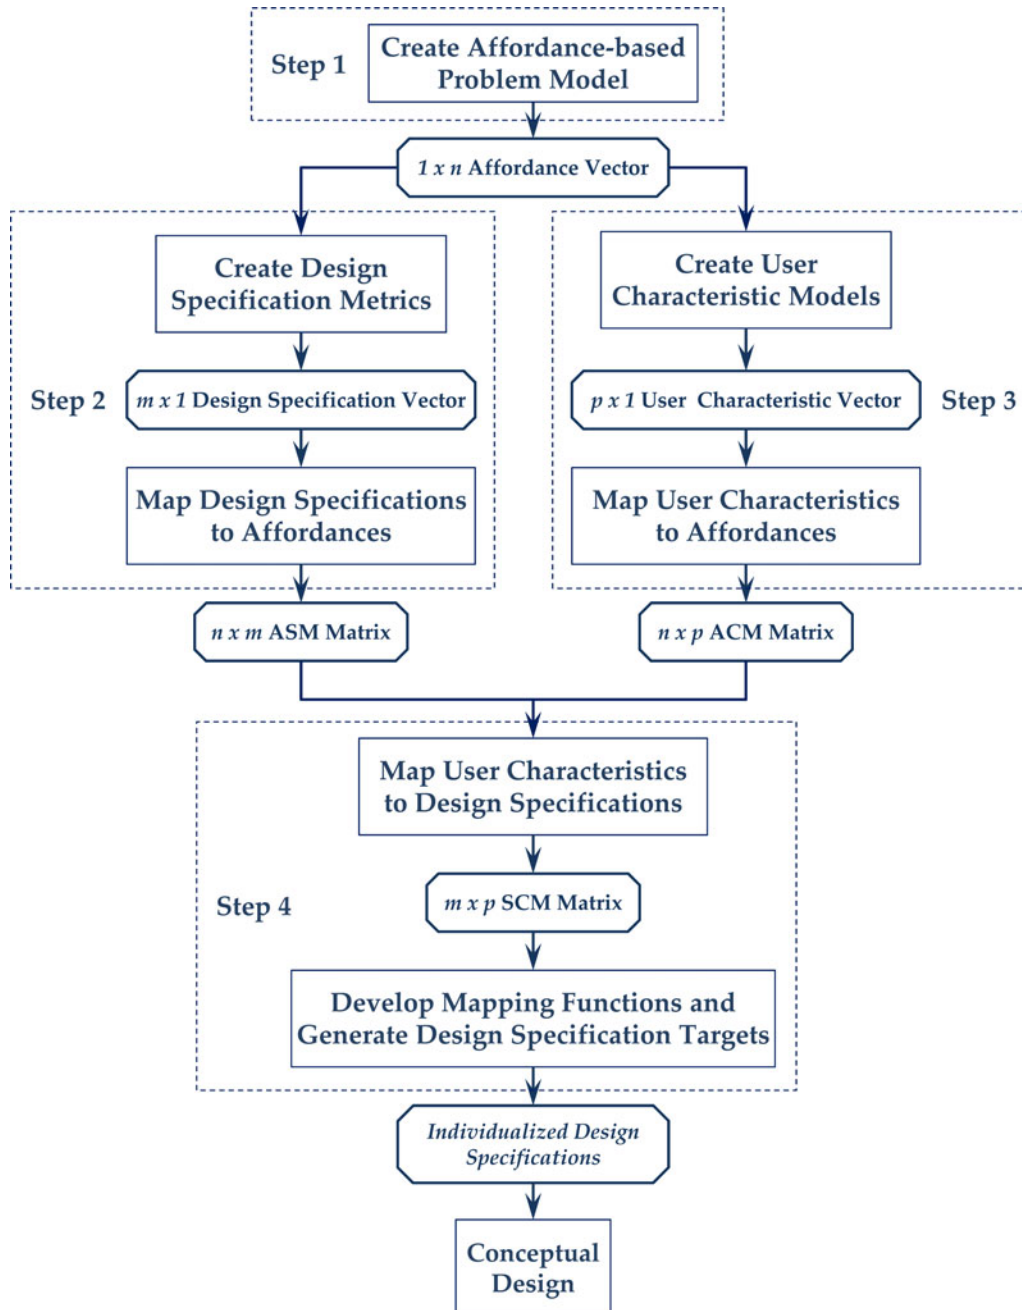 Step 1
Create Affordance-based
Problem Model
1 x n Affordance Vector
Create Design
Specification Metrics
Step 2
m x 1 Design Specification Vector
Map Design Specifications
to Affordances
n x m ASM Matrix
Create User
Characteristic Models
p x 1 User Characteristic Vector
Step 3
Map User Characteristics
to Affordances
n x p ACM Matrix
Map User Characteristics
to Design Specifications
Step 4
m x p SCM Matrix
Develop Mapping Functions and
Generate Design Specification Targets
Individualized Design
Specifications
Conceptual
Design